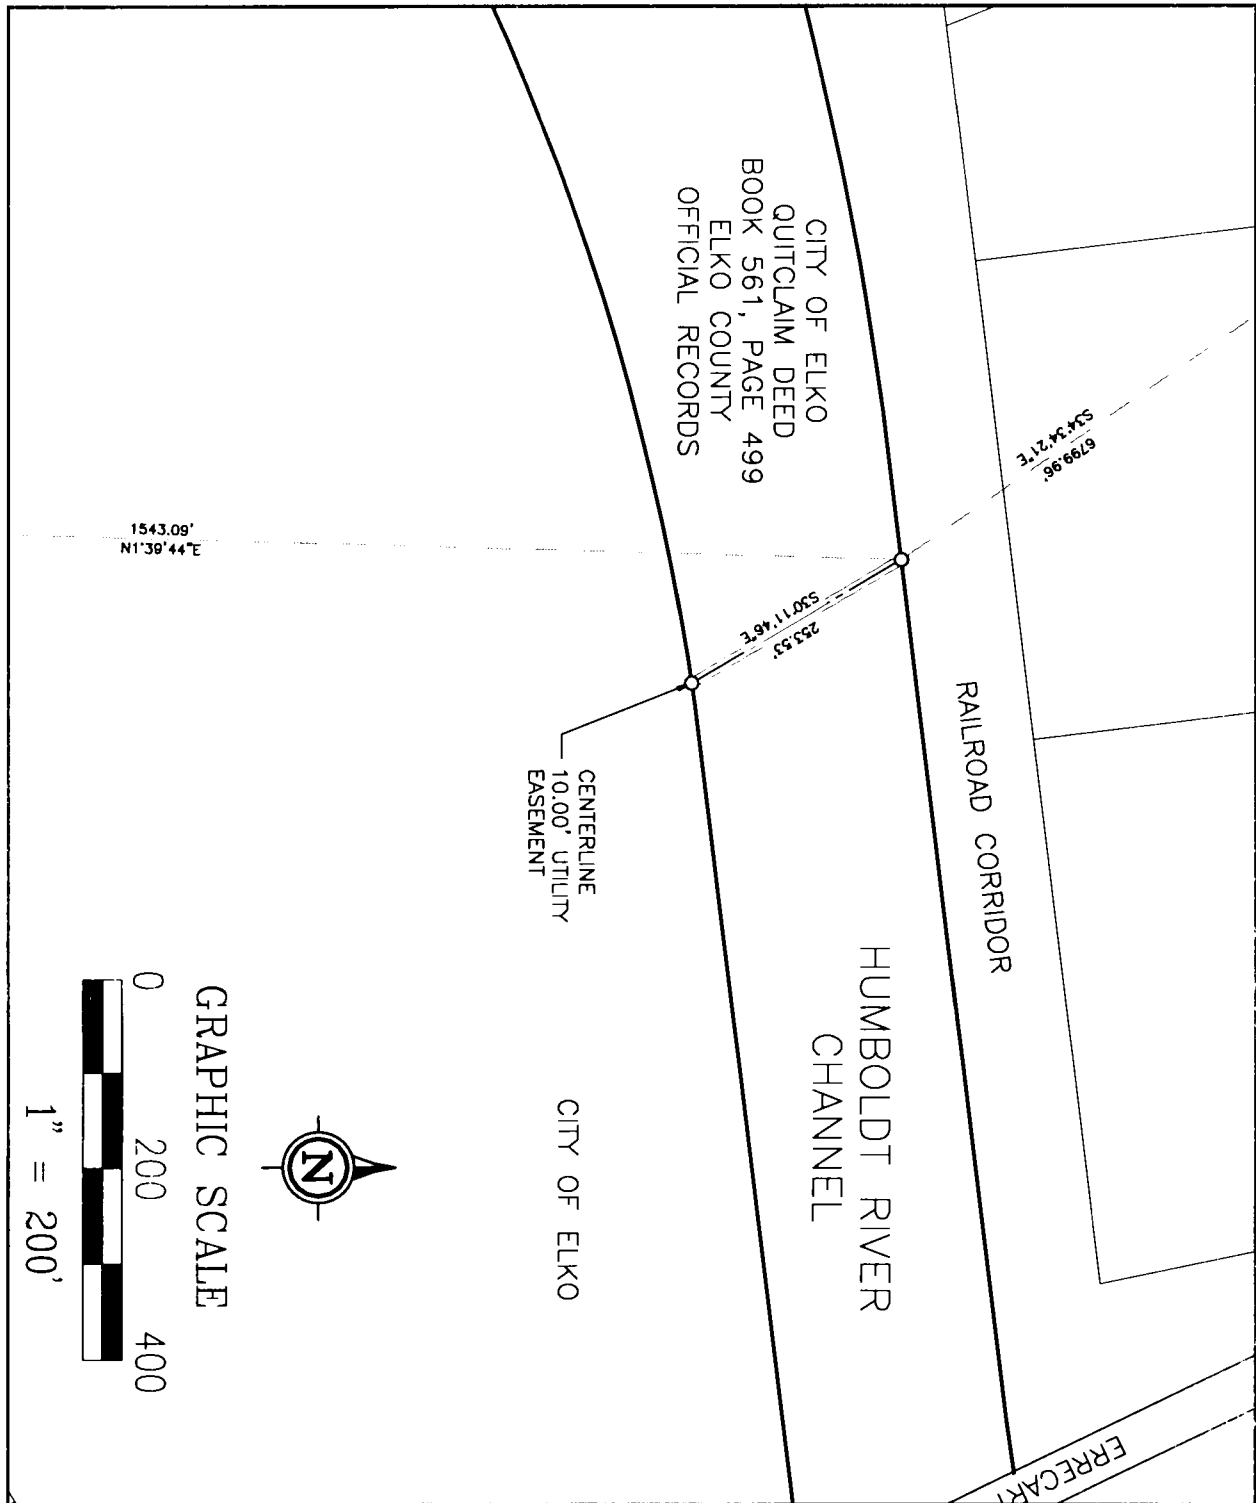 S34°34'21"E
6799.96'
RAILROAD CORRIDOR
CITY OF ELKO
QUITCLAIM DEED
BOOK 561, PAGE 499
ELKO COUNTY
OFFICIAL RECORDS
S30°11'46"E
253.53'
HUMBOLDT RIVER
CHANNEL
CENTERLINE
10.00' UTILITY
EASEMENT
CITY OF ELKO
1543.09'
N1°39'44"E
N
GRAPHIC SCALE
0 200 400
1" = 200'